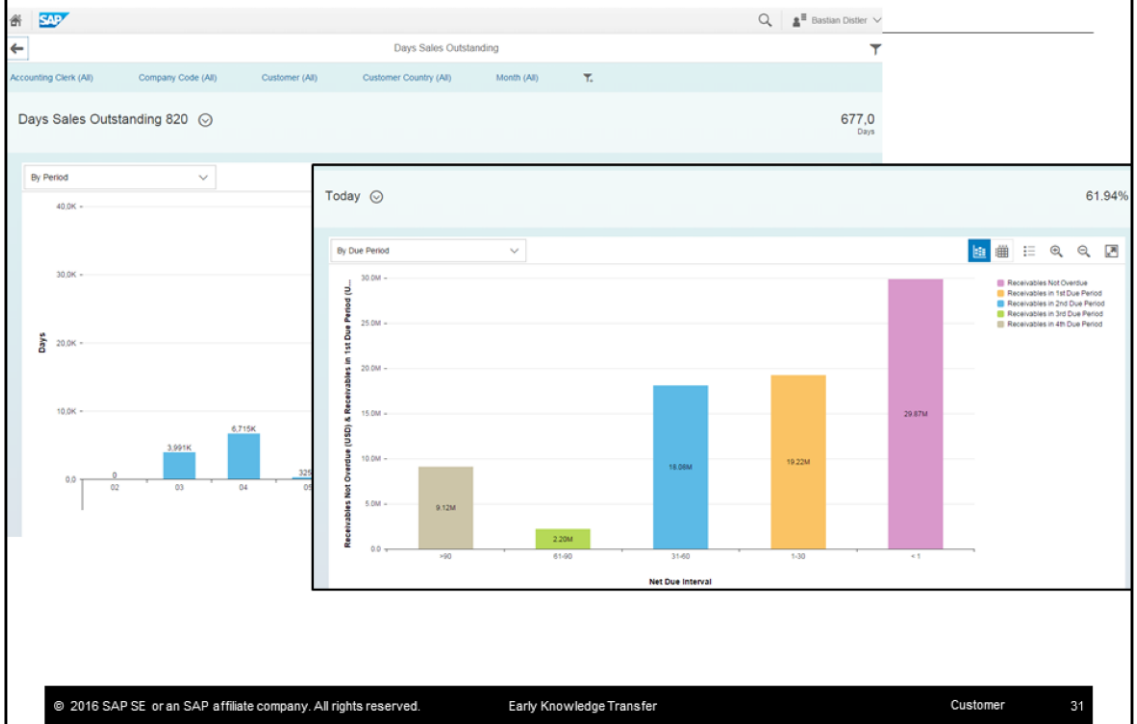 SAP
Bastian Distler
Days Sales Outstanding
Accounting Clerk (All) Company Code (All) Customer (All) Customer Country (All) Month (All)
Days Sales Outstanding 820
677,0
Days
By Period
40,0K
30,0K
20,0K
10,0K
0,0
Days
0
3,991K
6,715K
325
02
03
04
05
Today
61.94%
By Due Period
Receivables Not Overdue (USD) & Receivables in 1st Due Period (U...
30.0M
25.0M
20.0M
15.0M
10.0M
5.0M
0.0
9.12M
2.20M
18.08M
19.22M
29.87M
>90
61-90
31-60
1-30
< 1
Net Due Interval
Receivables Not Overdue
Receivables in 1st Due Period
Receivables in 2nd Due Period
Receivables in 3rd Due Period
Receivables in 4th Due Period
© 2016 SAP SE or an SAP affiliate company. All rights reserved. Early Knowledge Transfer Customer 31